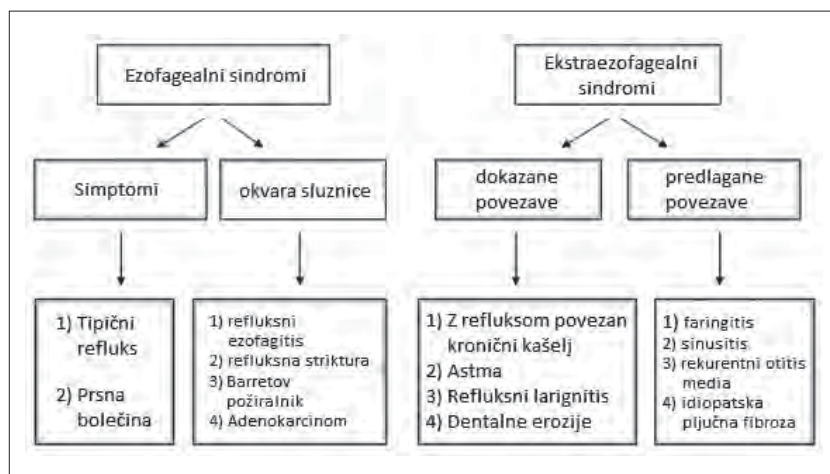 Ezofagealni sindromi
Ekstraezofagealni
sindromi
Simptomi
okvara sluznice
dokazane
povezave
predlagane
povezave
1) Tipični
refluks
2) Prsna
bolečina
1) refluksni
ezofagitis
2) refluksna striktura
3) Barretov
požiralnik
4) Adenokarcinom
1) Z refluksom povezan
kronični kašelj
2) Astma
3) Refluksni larignitis
4) Dentalne erozije
1) faringitis
2) sinusitis
3) rekurentni otitis
media
4) idiopatska
pljučna fibroza